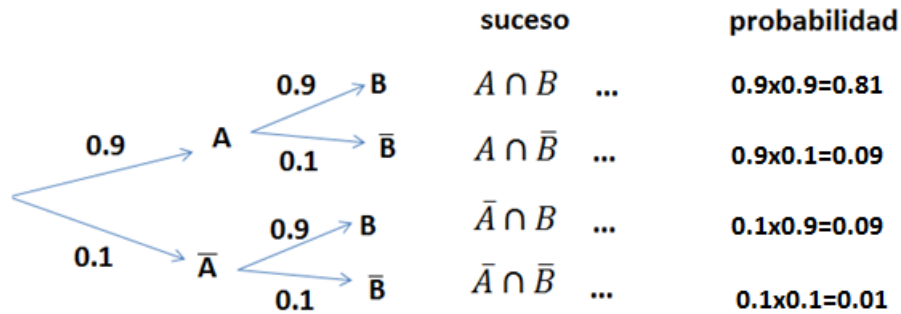 suceso probabilidad
0.9 B A ∩ B ... 0.9x0.9=0.81
0.9 A
0.1 B̅ A ∩ B̅ ... 0.9x0.1=0.09
0.9 B A̅ ∩ B ... 0.1x0.9=0.09
0.1 A̅
0.1 B̅ A̅ ∩ B̅ ... 0.1x0.1=0.01